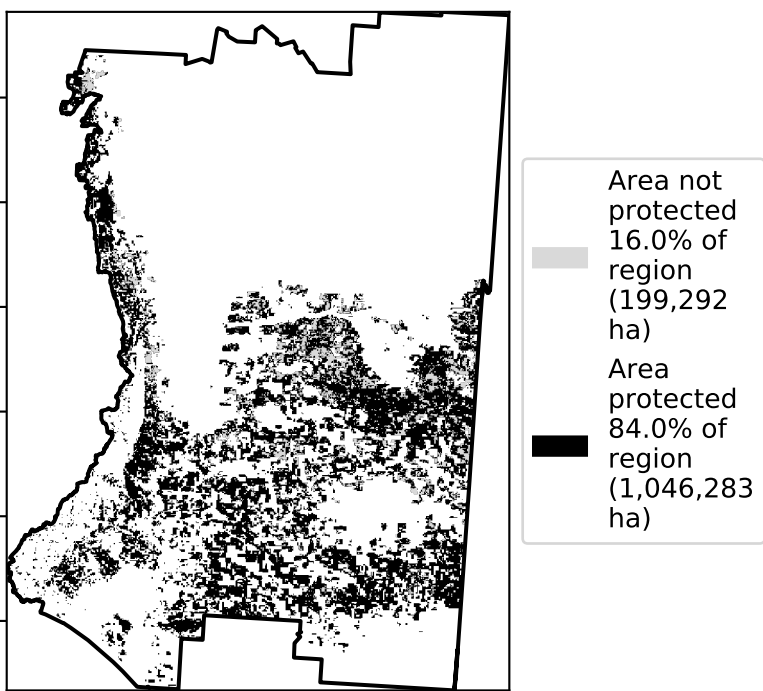 Area not
protected
16.0% of
region
(199,292
ha)
Area
protected
84.0% of
region
(1,046,283
ha)